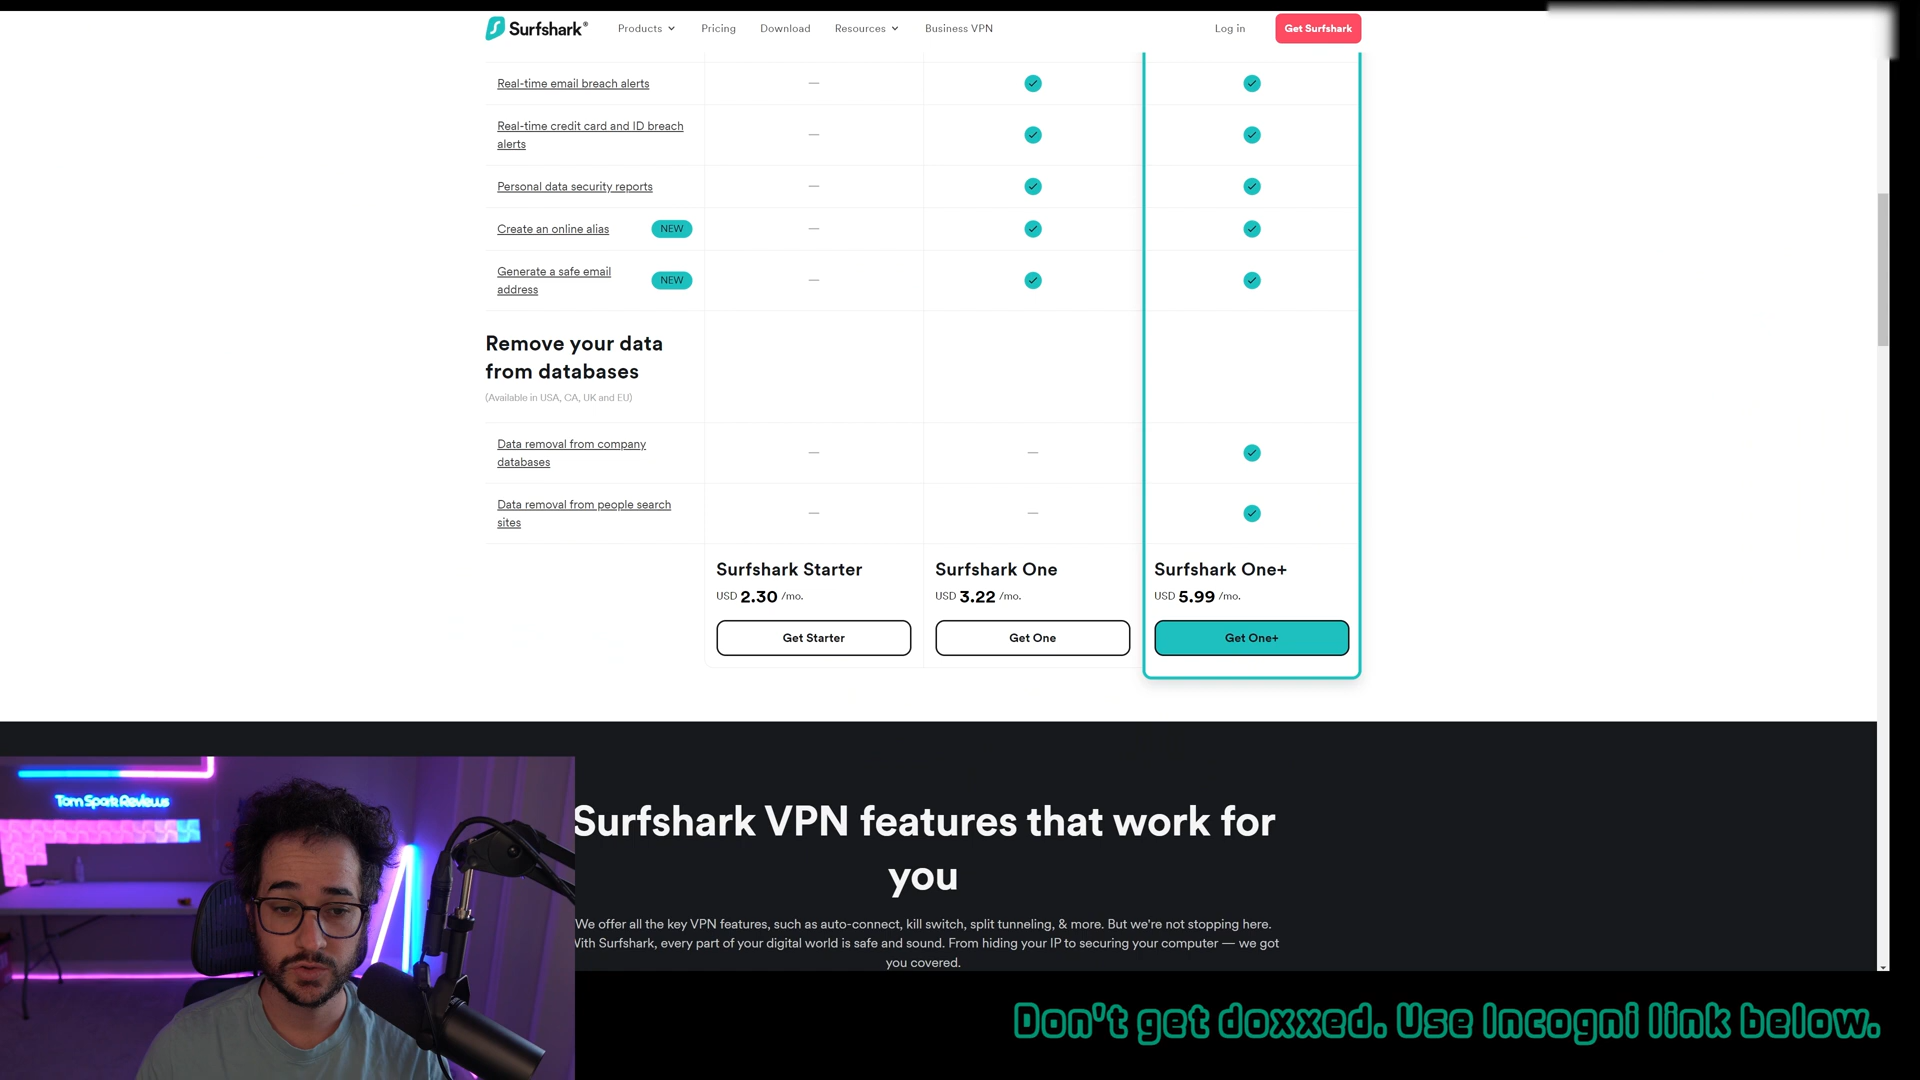 Surfshark®
Products
Pricing
Download
Resources
Business VPN
Log in
Get Surfshark
Real-time email breach alerts
—
Real-time credit card and ID breach
alerts
—
Personal data security reports
—
Create an online alias
NEW
—
Generate a safe email
address
NEW
—
Remove your data
from databases
(Available in USA, CA, UK and EU)
Data removal from company
databases
— —
Data removal from people search
sites
— —
Surfshark Starter
USD 2.30 /mo.
Get Starter
Surfshark One
USD 3.22 /mo.
Get One
Surfshark One+
USD 5.99 /mo.
Get One+
Surfshark VPN features that work for
you
We offer all the key VPN features, such as auto-connect, kill switch, split tunneling, & more. But we're not stopping here.
With Surfshark, every part of your digital world is safe and sound. From hiding your IP to securing your computer — we got
you covered.
Tom Spark Reviews
Don't get doxxed. Use Incogni link below.